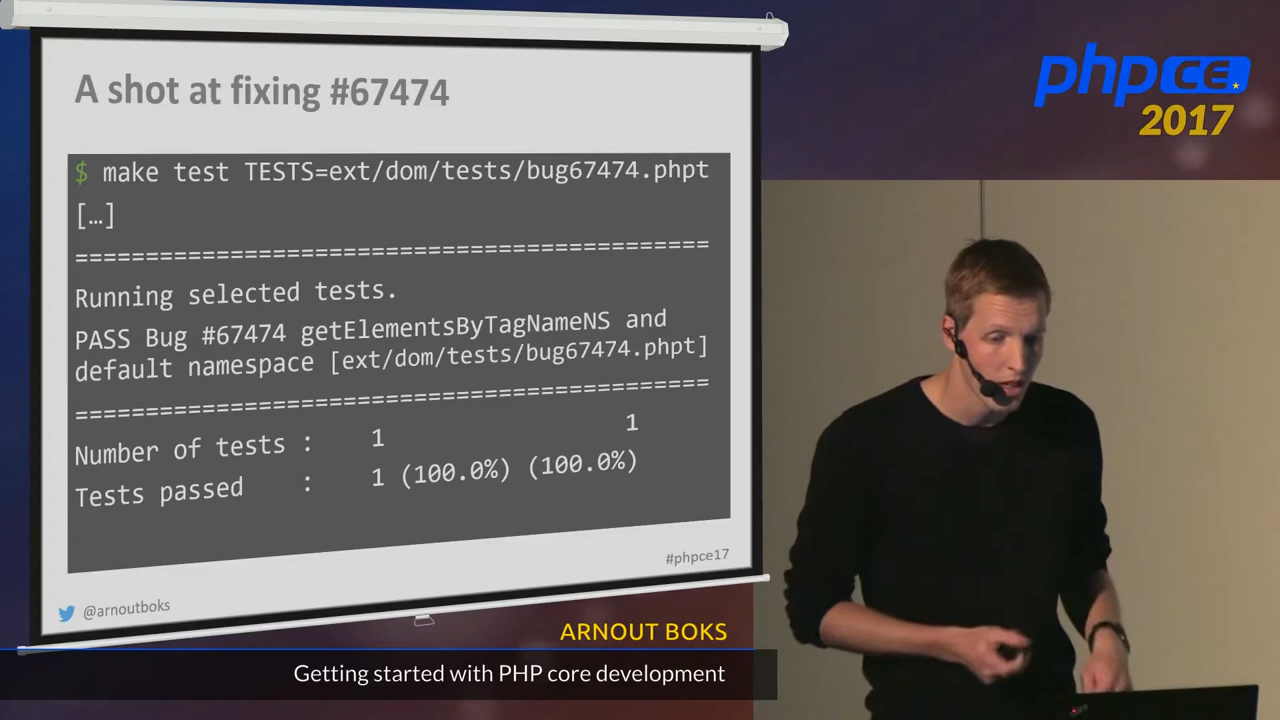 A shot at fixing #67474
$ make test TESTS=ext/dom/tests/bug67474.phpt
[…]
=============================================
Running selected tests.
PASS Bug #67474 getElementsByTagNameNS and
default namespace [ext/dom/tests/bug67474.phpt]
=============================================
Number of tests : 1 1
Tests passed : 1 (100.0%) (100.0%)
#phpce17
@arnoutboks
phpCE
2017
ARNOUT BOKS
Getting started with PHP core development